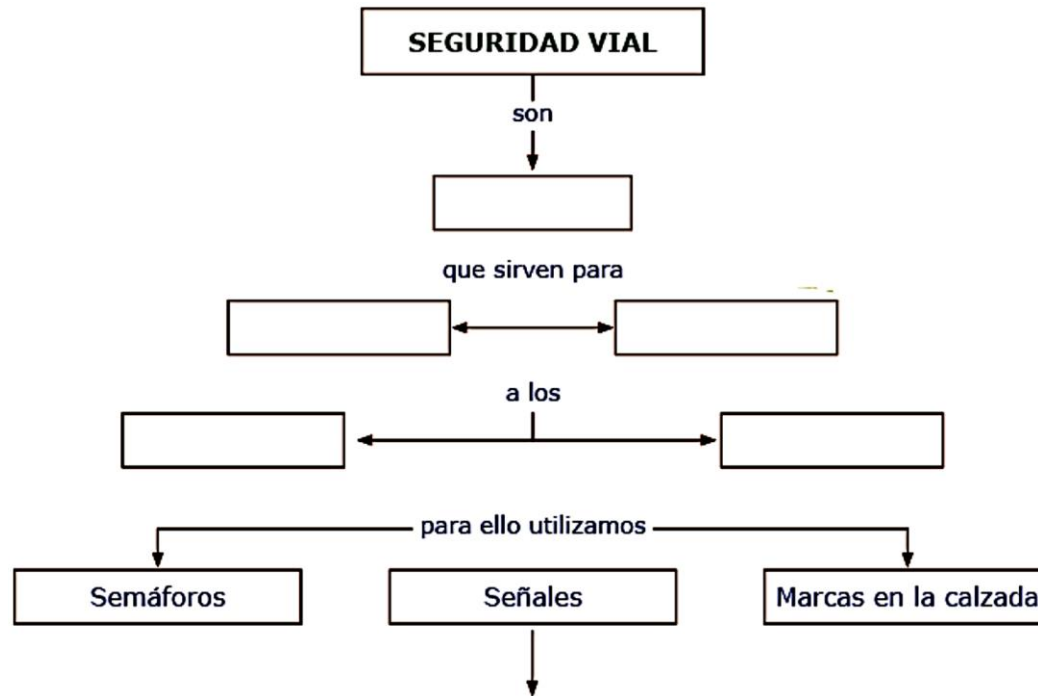 SEGURIDAD VIAL
son
que sirven para
a los
para ello utilizamos
Semáforos
Señales
Marcas en la calzada